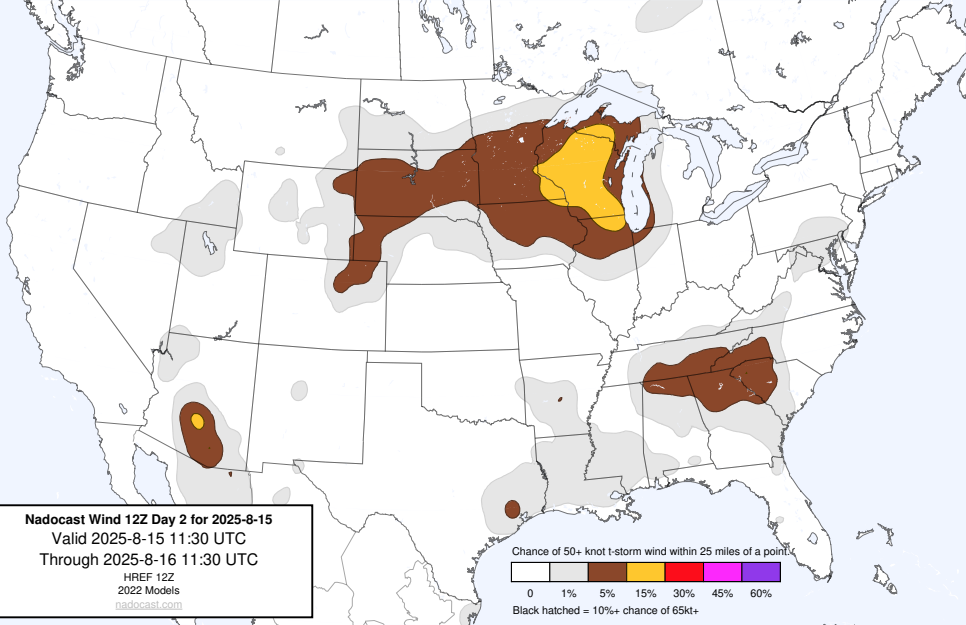 Nadocast Wind 12Z Day 2 for 2025-8-15
Valid 2025-8-15 11:30 UTC
Through 2025-8-16 11:30 UTC
HREF 12Z
2022 Models
nadocast.com
Chance of 50+ knot t-storm wind within 25 miles of a point.
0 1% 5% 15% 30% 45% 60%
Black hatched = 10%+ chance of 65kt+